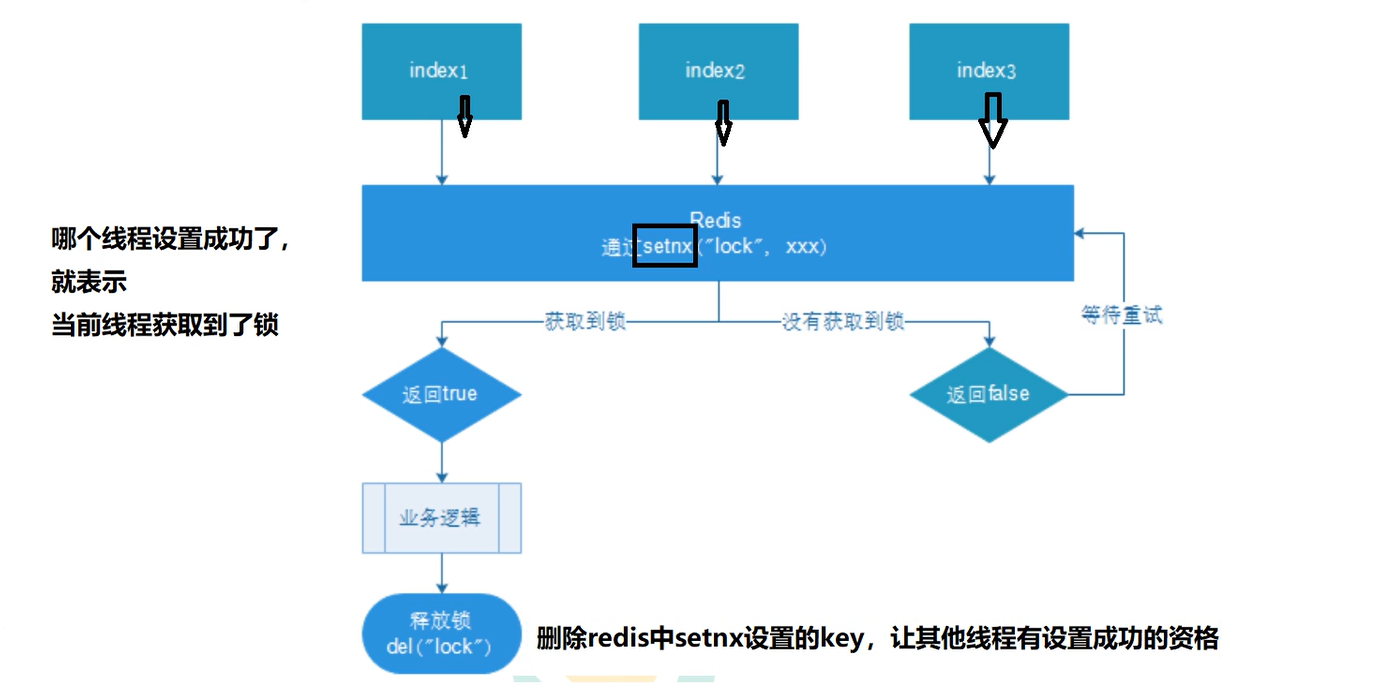 index1
index2
index3
Redis
通过setnx("lock", xxx)
哪个线程设置成功了，
就表示
当前线程获取到了锁
获取到锁
没有获取到锁
等待重试
返回true
返回false
业务逻辑
释放锁
del("lock")
删除redis中setnx设置的key，让其他线程有设置成功的资格